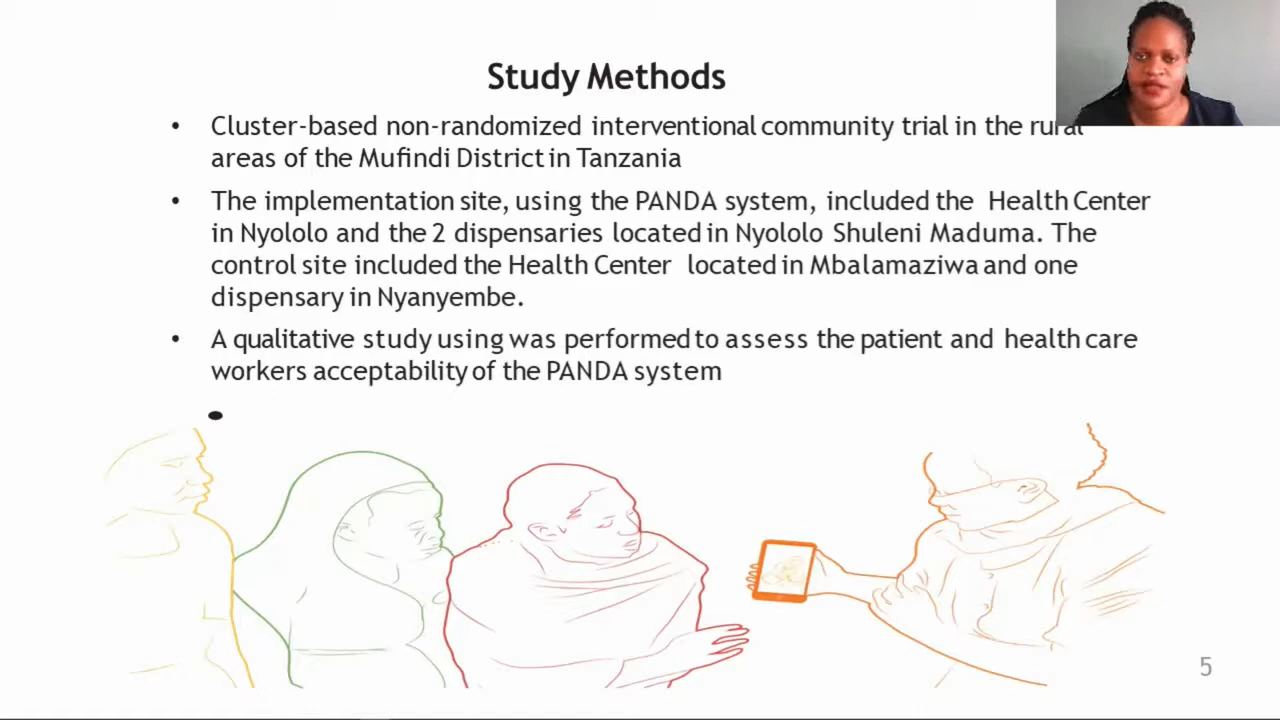 Study Methods
• Cluster-based non-randomized interventional community trial in the rural
areas of the Mufindi District in Tanzania
• The implementation site, using the PANDA system, included the Health Center
in Nyololo and the 2 dispensaries located in Nyololo Shuleni Maduma. The
control site included the Health Center located in Mbalamaziwa and one
dispensary in Nyanyembe.
• A qualitative study using was performed to assess the patient and health care
workers acceptability of the PANDA system
•
5